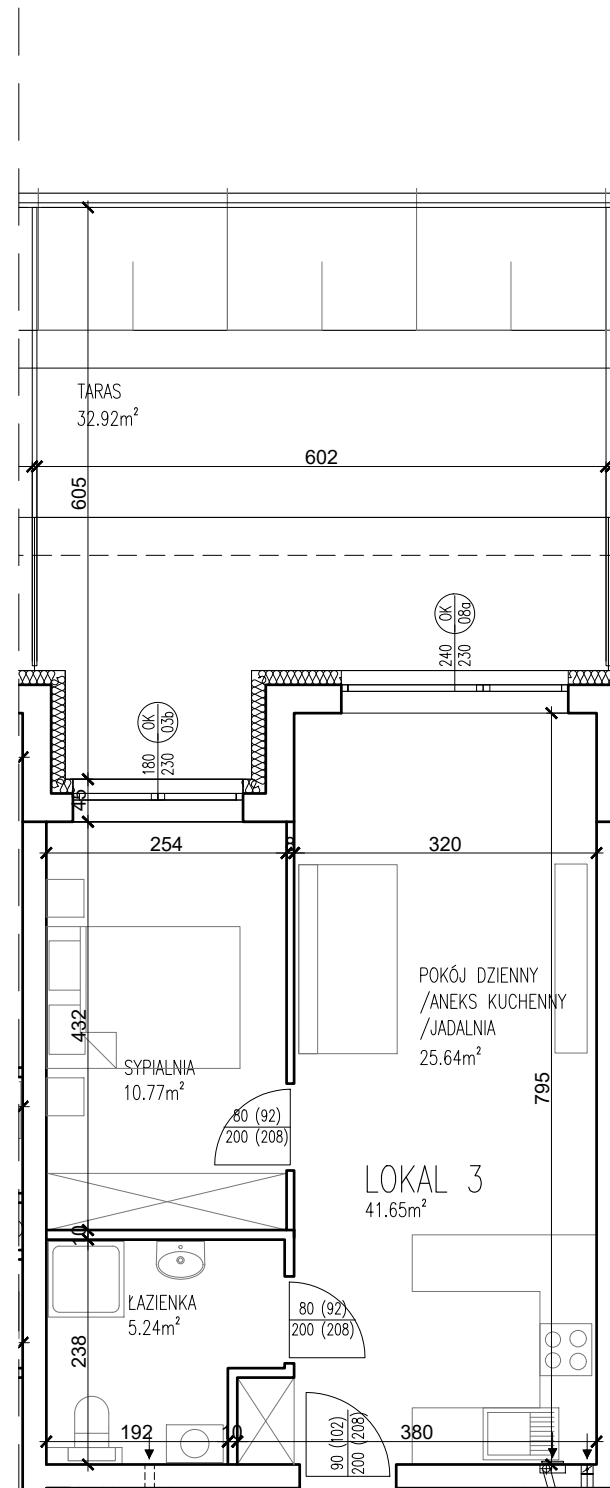 TARAS
32.92m²
602
605
OK
08a
240
230
OK
03b
180
230
45
254
8
320
POKÓJ DZIENNY
/ANEKS KUCHENNY
/JADALNIA
25.64m²
432
SYPIALNIA
10.77m²
795
80 (92)
200 (208)
LOKAL 3
41.65m²
10
ŁAZIENKA
5.24m²
80 (92)
200 (208)
238
192
10
90 (102)
200 (208)
380